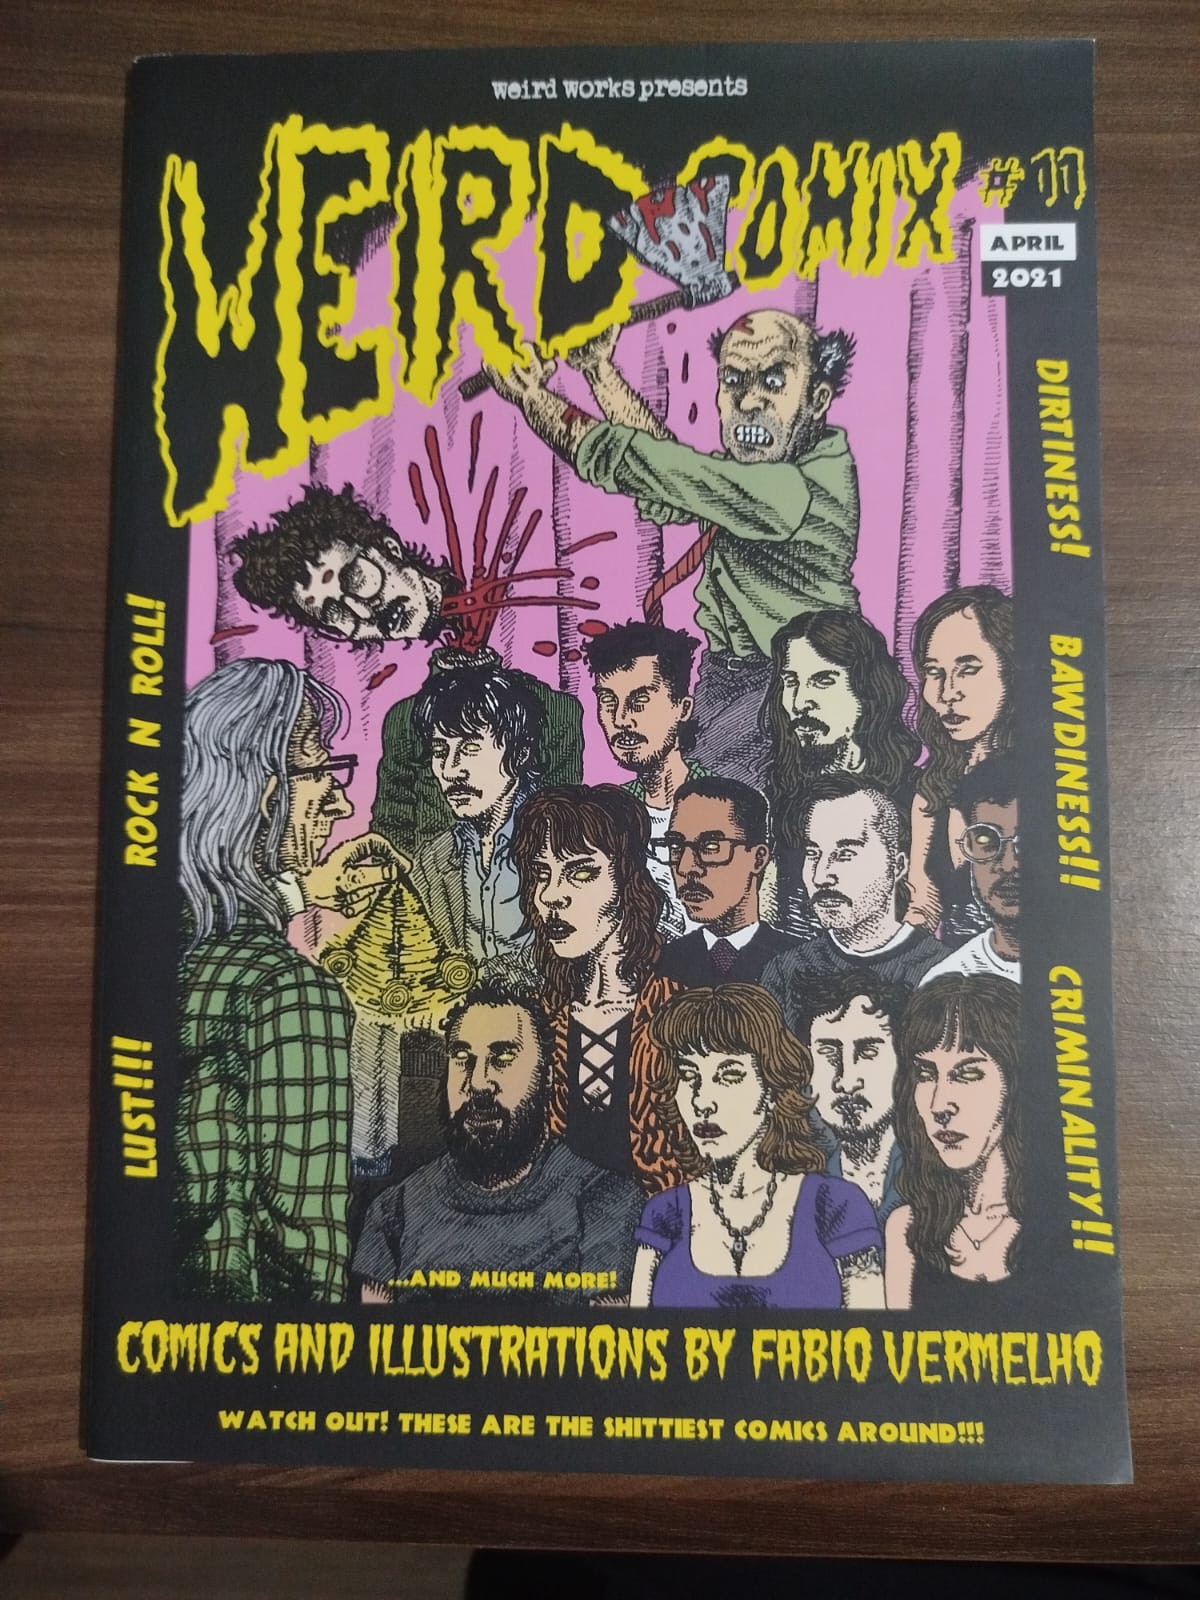 weird works presents
WEIRD COMIX #11
APRIL
2021
DIRTINESS!
BAWDINESS!!
CRIMINALITY!!
ROCK N ROLL!
LUST!!!
...AND MUCH MORE!
COMICS AND ILLUSTRATIONS BY FABIO VERMELHO
WATCH OUT! THESE ARE THE SHITTIEST COMICS AROUND!!!